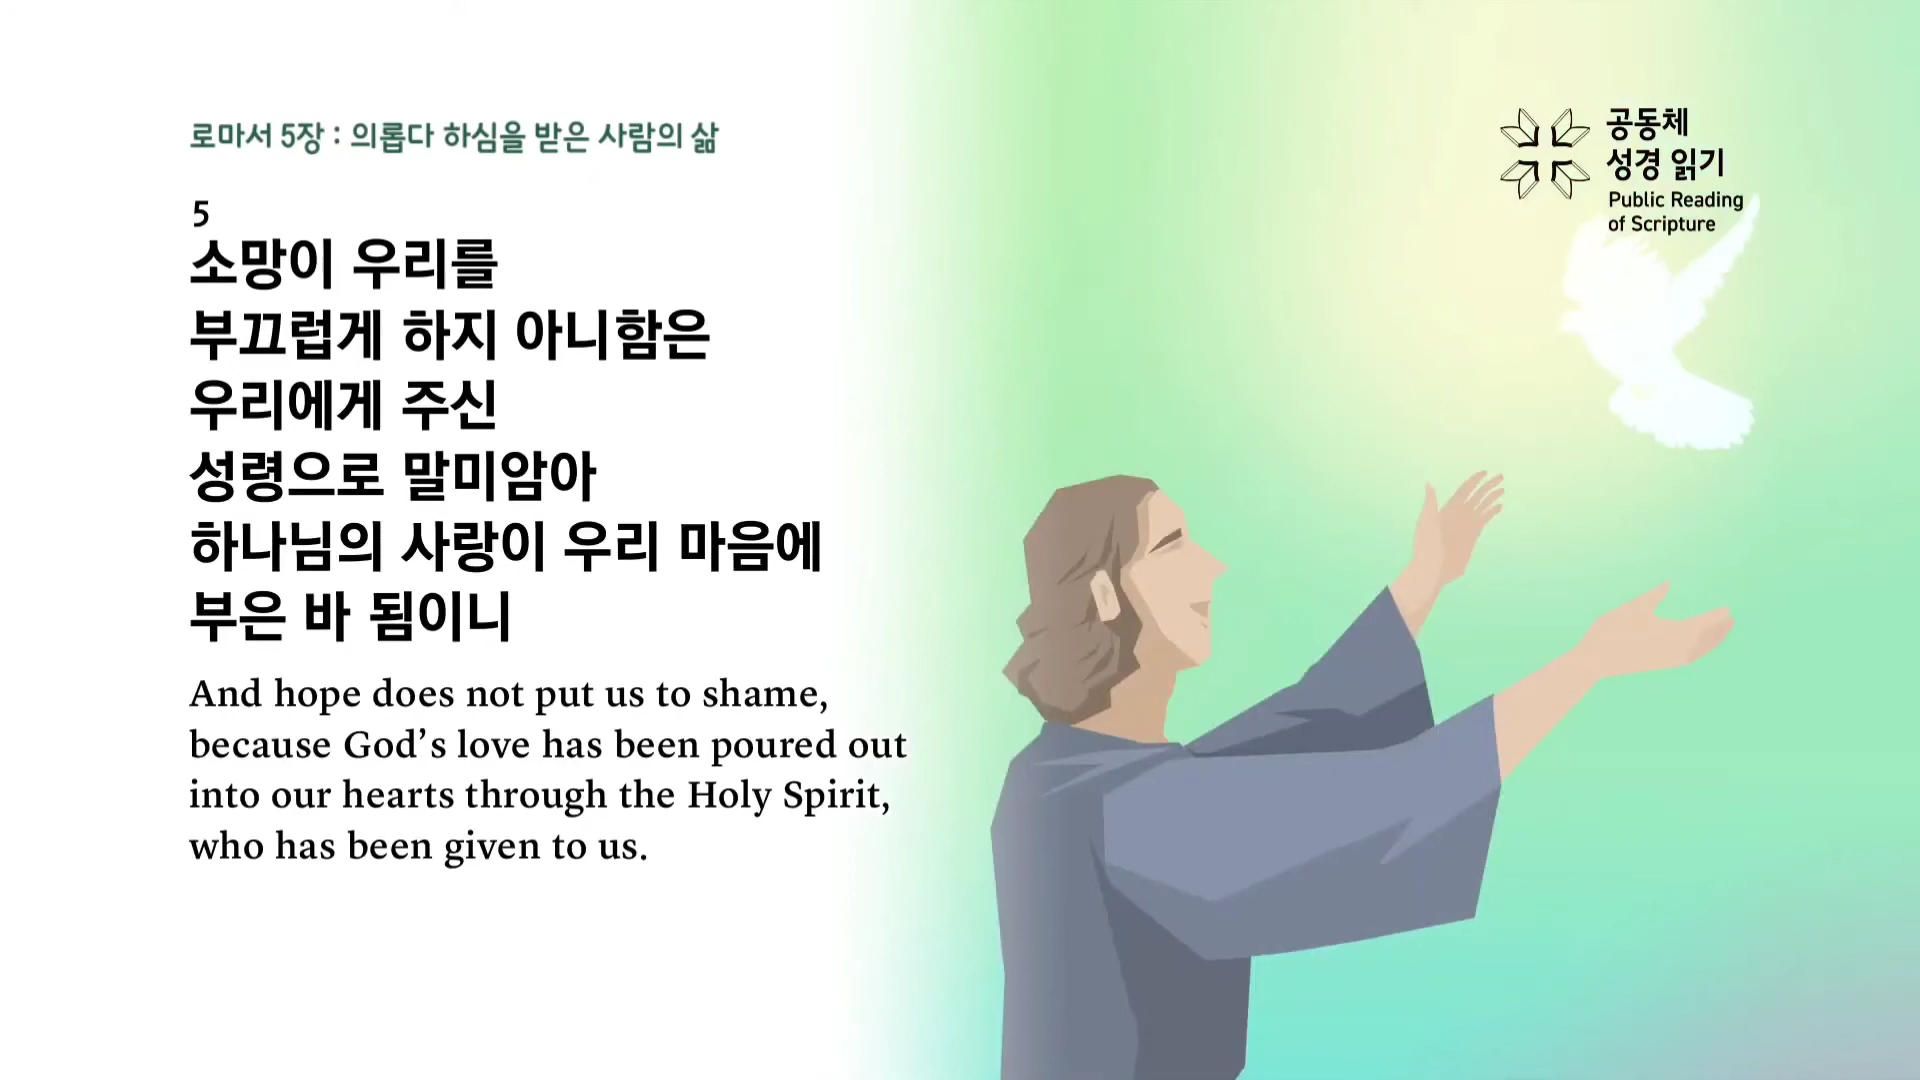 로마서 5장 : 의롭다 하심을 받은 사람의 삶
5
소망이 우리를
부끄럽게 하지 아니함은
우리에게 주신
성령으로 말미암아
하나님의 사랑이 우리 마음에
부은 바 됨이니
And hope does not put us to shame,
because God’s love has been poured out
into our hearts through the Holy Spirit,
who has been given to us.
공동체
성경 읽기
Public Reading
of Scripture